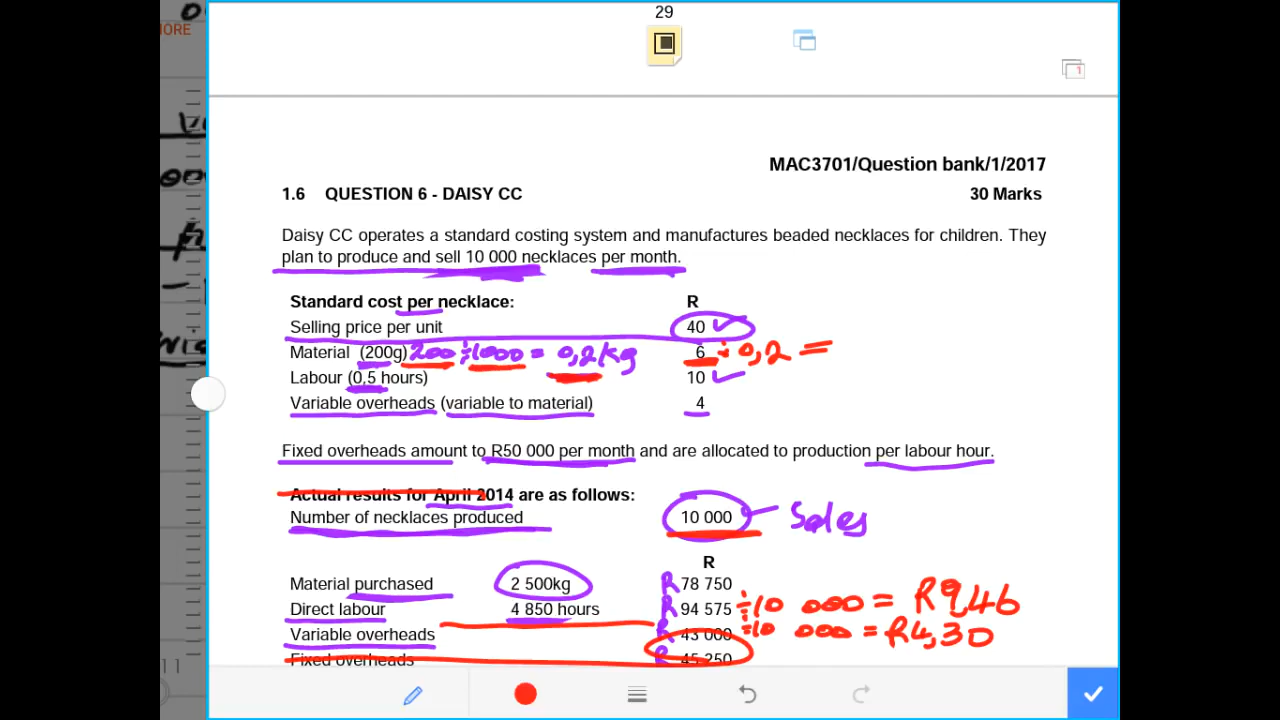 29
MORE
1
MAC3701/Question bank/1/2017
1.6 QUESTION 6 - DAISY CC 30 Marks
Daisy CC operates a standard costing system and manufactures beaded necklaces for children. They
plan to produce and sell 10 000 necklaces per month.
Standard cost per necklace: R
Selling price per unit 40
Material (200g) 200 ÷ 1000 = 0,2 kg 6 ÷ 0,2 =
Labour (0,5 hours) 10
Variable overheads (variable to material) 4
Fixed overheads amount to R50 000 per month and are allocated to production per labour hour.
Actual results for April 2014 are as follows:
Number of necklaces produced 10 000 Sales
R
Material purchased 2 500kg R 78 750
Direct labour 4 850 hours R 94 575 ÷10 000 = R9,46
Variable overheads R 43 000 ÷10 000 = R4,30
Fixed overheads R 45 250
11